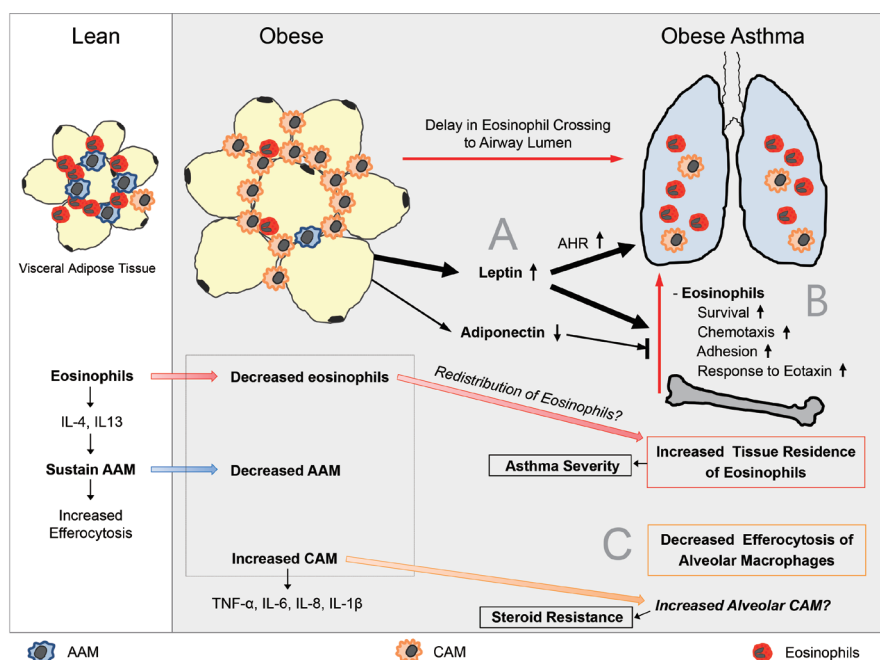 Lean
Obese
Obese Asthma
Visceral Adipose Tissue
Delay in Eosinophil Crossing
to Airway Lumen
A
AHR
Leptin
Adiponectin
B
- Eosinophils
Survival
Chemotaxis
Adhesion
Response to Eotaxin
Eosinophils
IL-4, IL13
Sustain AAM
Increased
Efferocytosis
Decreased eosinophils
Decreased AAM
Increased CAM
TNF-α, IL-6, IL-8, IL-1β
Redistribution of Eosinophils?
Increased Tissue Residence
of Eosinophils
Asthma Severity
C
Decreased Efferocytosis of
Alveolar Macrophages
Increased Alveolar CAM?
Steroid Resistance
AAM
CAM
Eosinophils